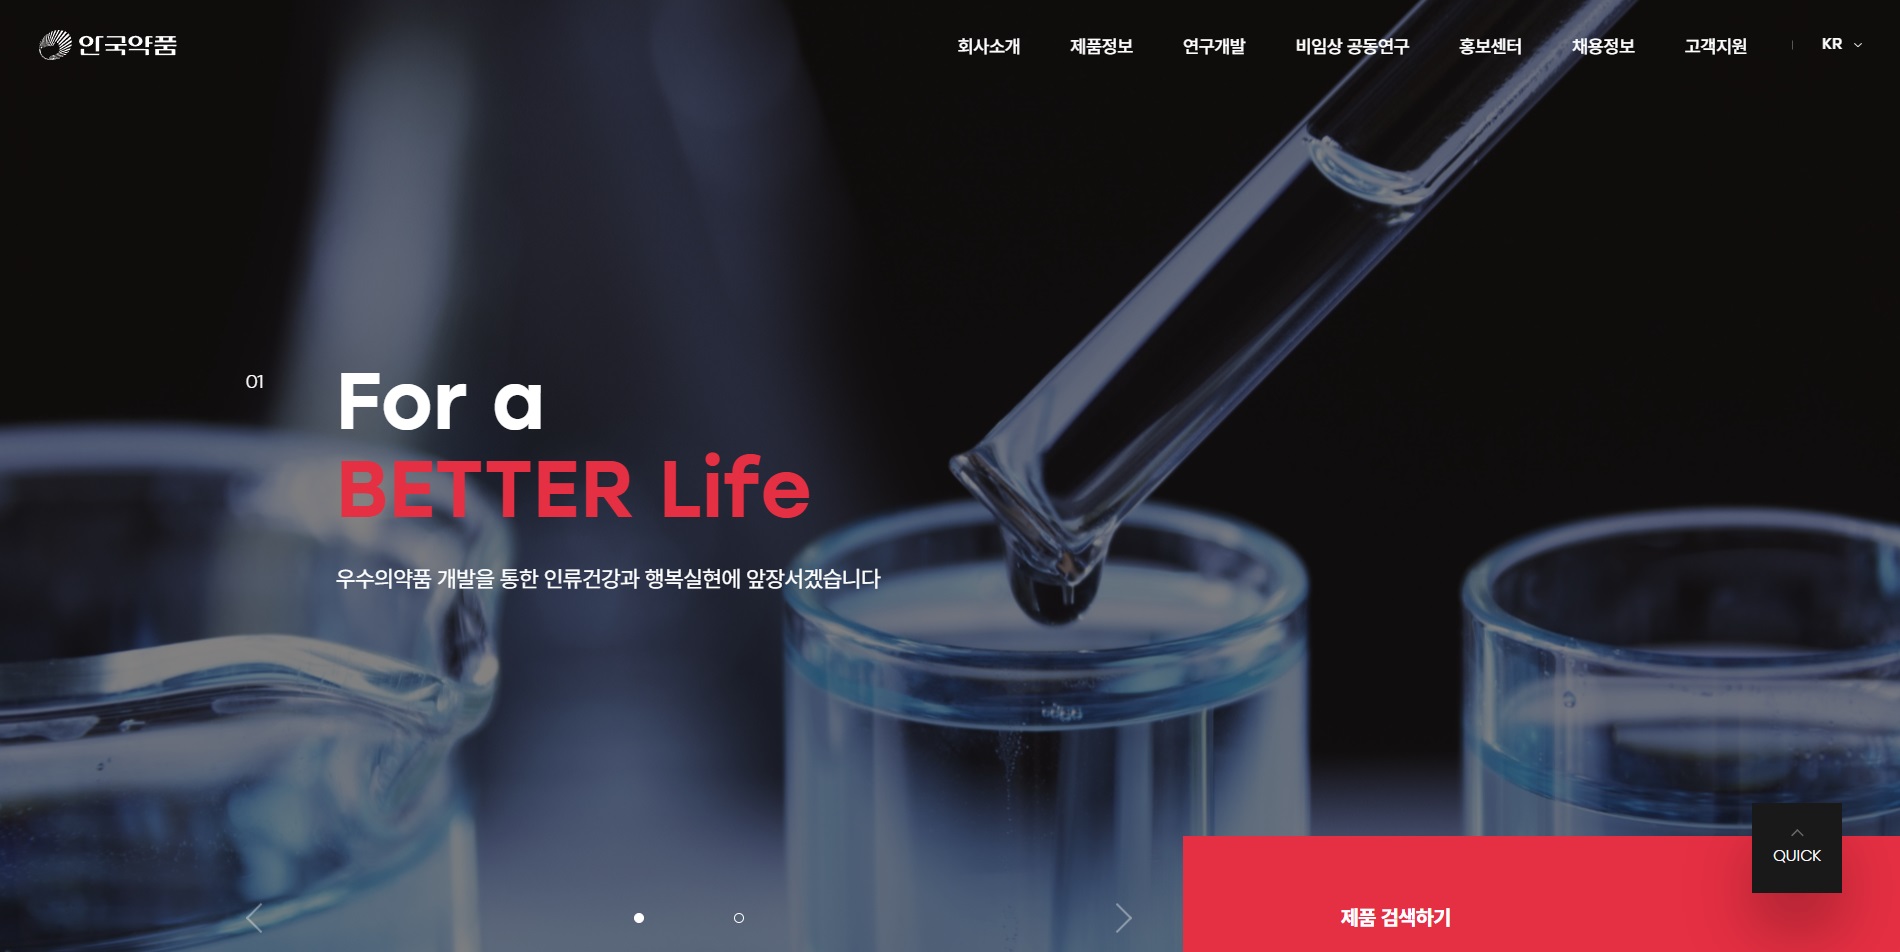 안국약품
회사소개 제품정보 연구개발 비임상 공동연구 홍보센터 채용정보 고객지원 KR
01
For a
BETTER Life
우수의약품 개발을 통한 인류건강과 행복실현에 앞장서겠습니다
QUICK
제품 검색하기